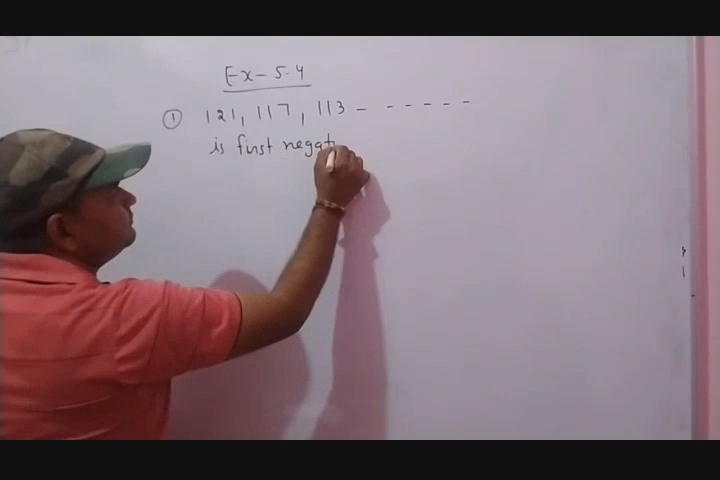 Ex-5.4
① 121, 117, 113 - - - - - -
is first negat